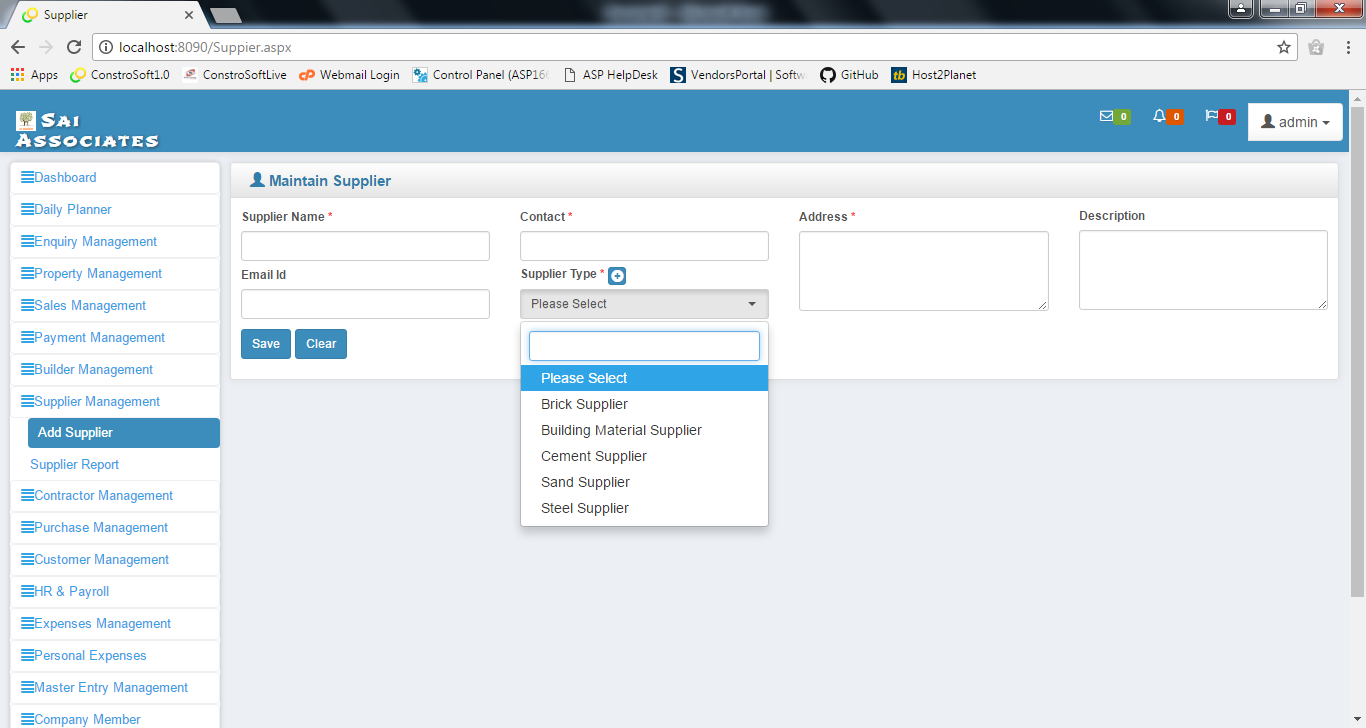 Supplier
localhost:8090/Suppier.aspx
Apps ConstroSoft1.0 ConstroSoftLive Webmail Login Control Panel (ASP166 ASP HelpDesk VendorsPortal | Softw GitHub Host2Planet
Sai
Associates
0 0 0 admin
Dashboard
Daily Planner
Enquiry Management
Property Management
Sales Management
Payment Management
Builder Management
Supplier Management
Add Supplier
Supplier Report
Contractor Management
Purchase Management
Customer Management
HR & Payroll
Expenses Management
Personal Expenses
Master Entry Management
Company Member
Maintain Supplier
Supplier Name * Contact * Address * Description
Email Id Supplier Type *
Please Select
Save Clear
Please Select
Brick Supplier
Building Material Supplier
Cement Supplier
Sand Supplier
Steel Supplier